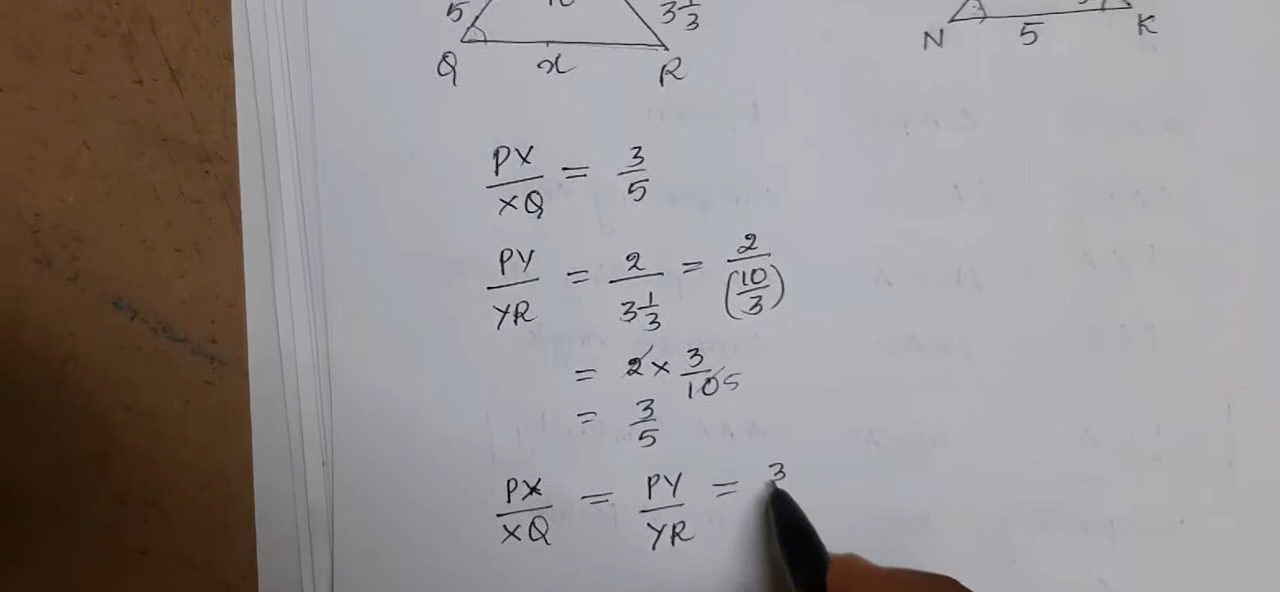 5 3 1/3
Q x R
N 5 K
PX/XQ = 3/5
PY/YR = 2/3 1/3 = 2/(10/3)
= 2 × 3/10 5
= 3/5
PX/XQ = PY/YR = 3